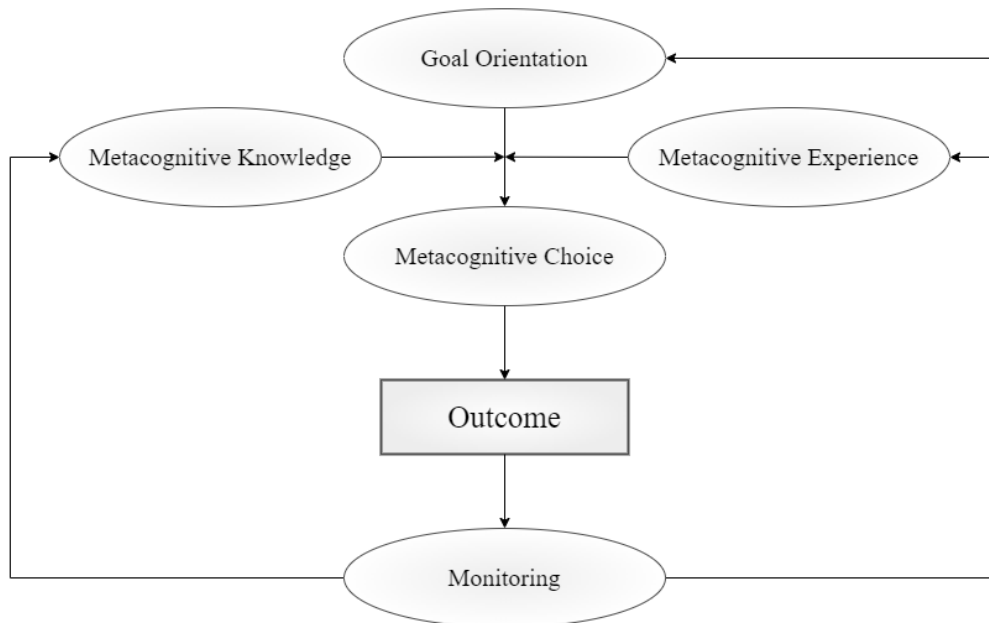 Goal Orientation
Metacognitive Knowledge
Metacognitive Experience
Metacognitive Choice
Outcome
Monitoring